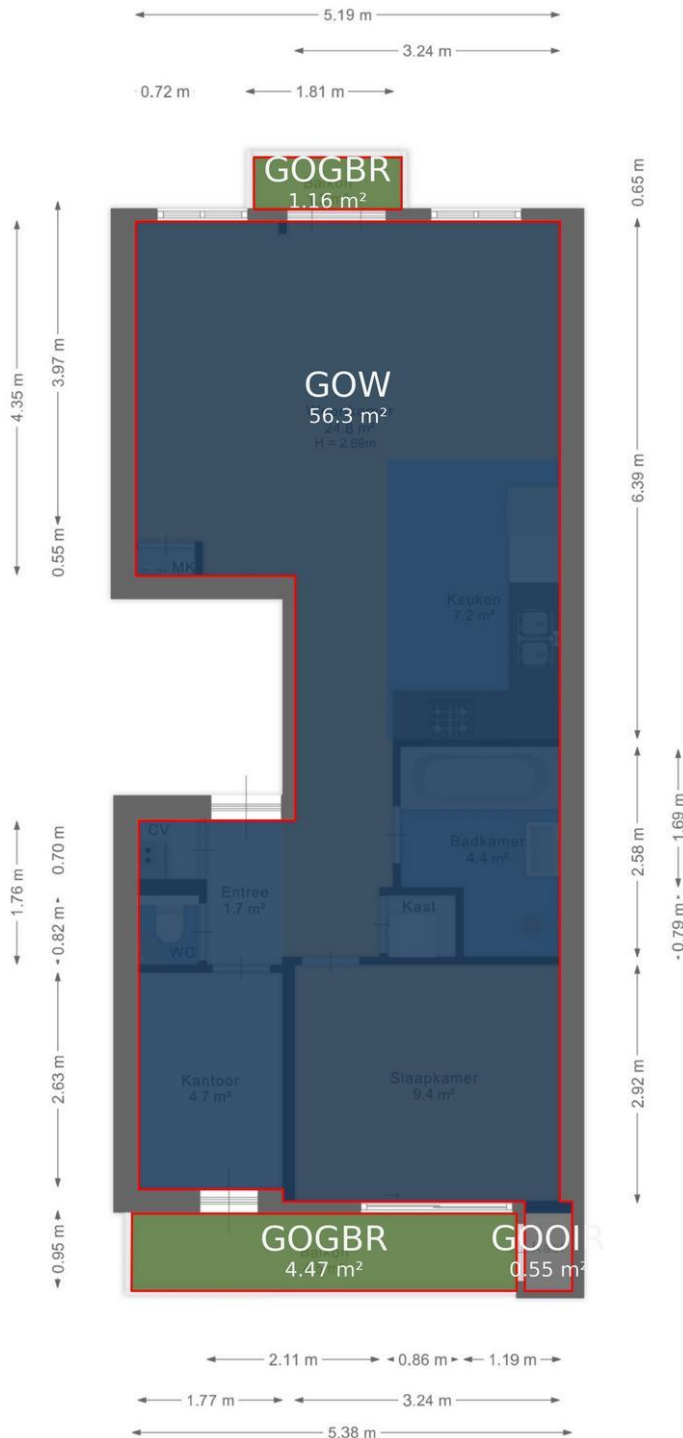 5.19 m
3.24 m
0.72 m
1.81 m
GOGBR
1.16 m²
0.65 m
3.97 m
4.35 m
GOW
56.3 m²
24.8 m²
H = 2.69m
6.39 m
0.55 m
MK
Keuken
7.2 m²
1.69 m
CV
0.70 m
Badkamer
4.4 m²
2.58 m
1.76 m
Entree
1.7 m²
Kast
0.82 m
0.79 m
WC
2.63 m
Kantoor
4.7 m²
Slaapkamer
9.4 m²
2.92 m
0.95 m
GOGBR
Balkon
4.47 m²
0.55 m²
2.11 m
0.86 m
1.19 m
1.77 m
3.24 m
5.38 m